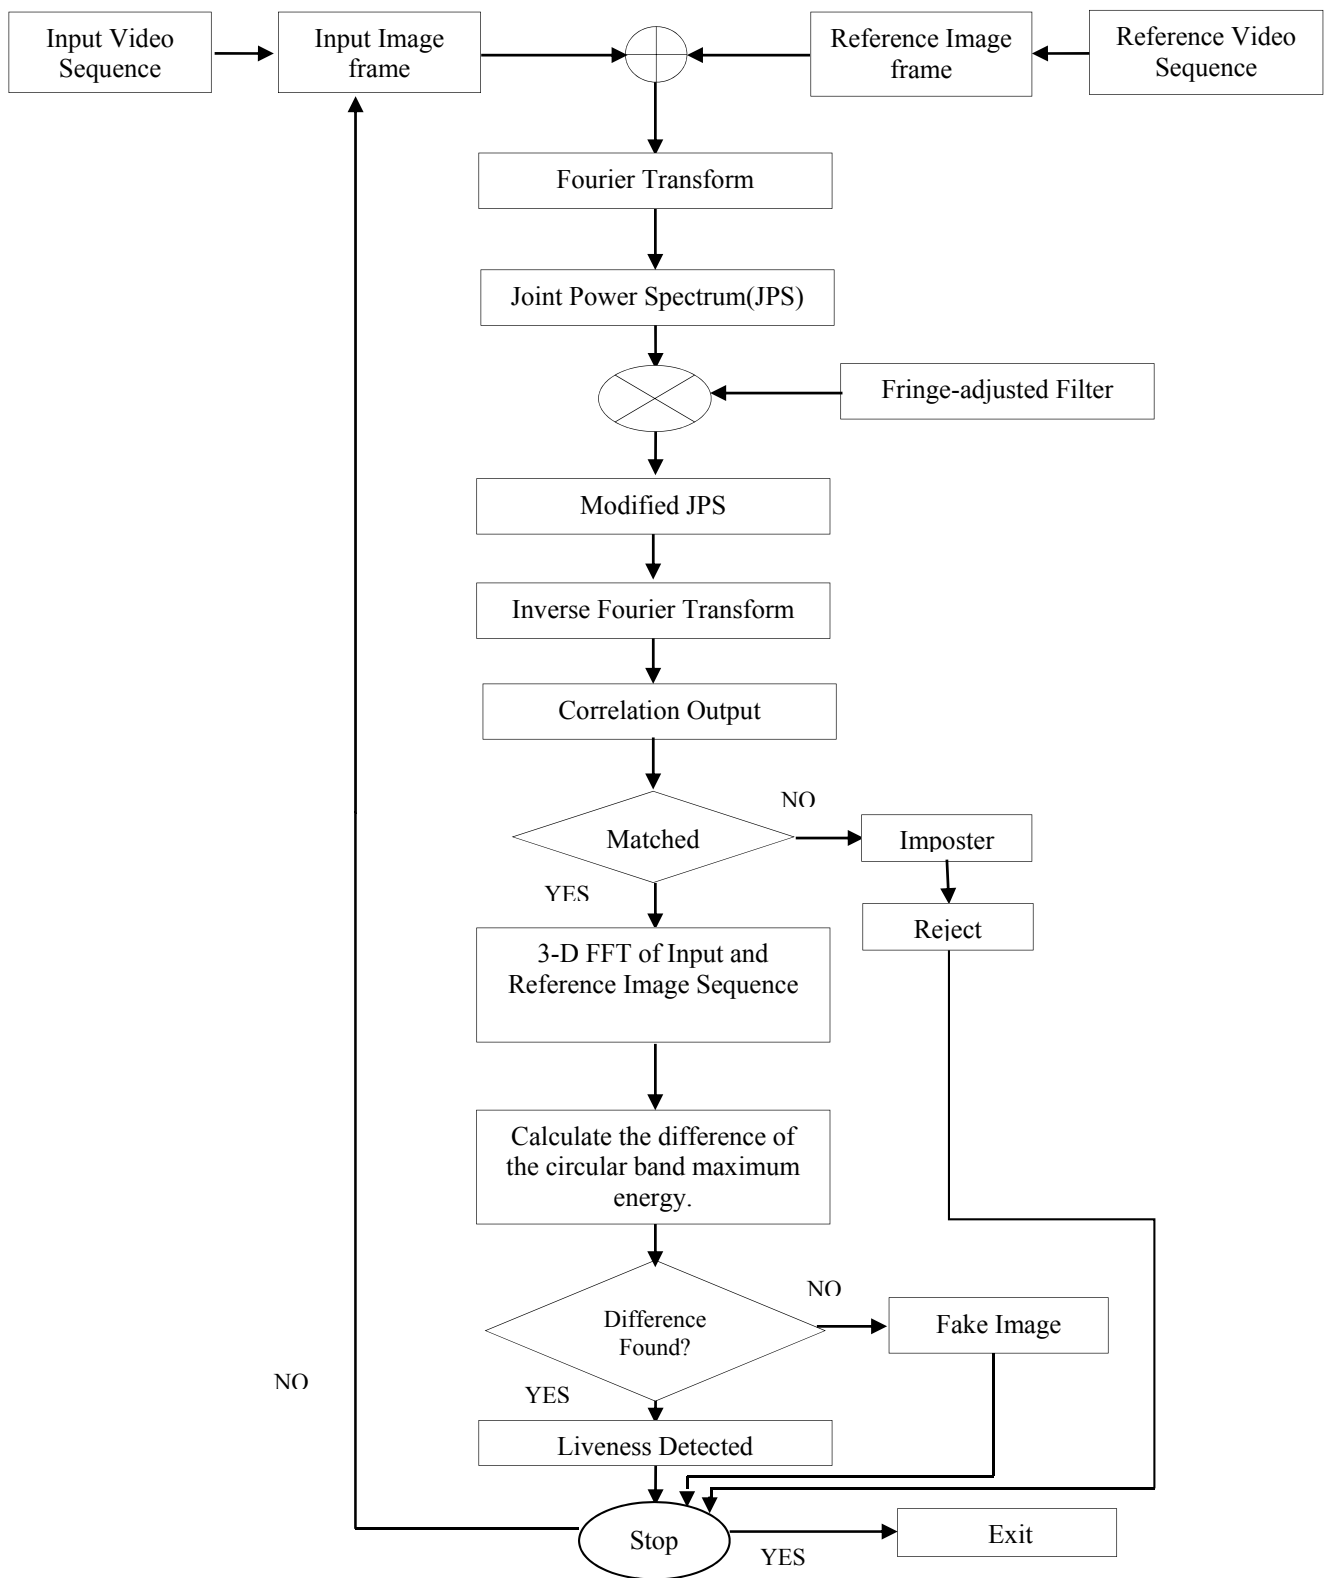 Input Video
Sequence
Input Image
frame
Reference Image
frame
Reference Video
Sequence
Fourier Transform
Joint Power Spectrum(JPS)
Fringe-adjusted Filter
Modified JPS
Inverse Fourier Transform
Correlation Output
NO
Matched
Imposter
YES
Reject
3-D FFT of Input and
Reference Image Sequence
Calculate the difference of
the circular band maximum
energy.
NO
Difference
Found?
Fake Image
NO
YES
Liveness Detected
Stop
YES
Exit